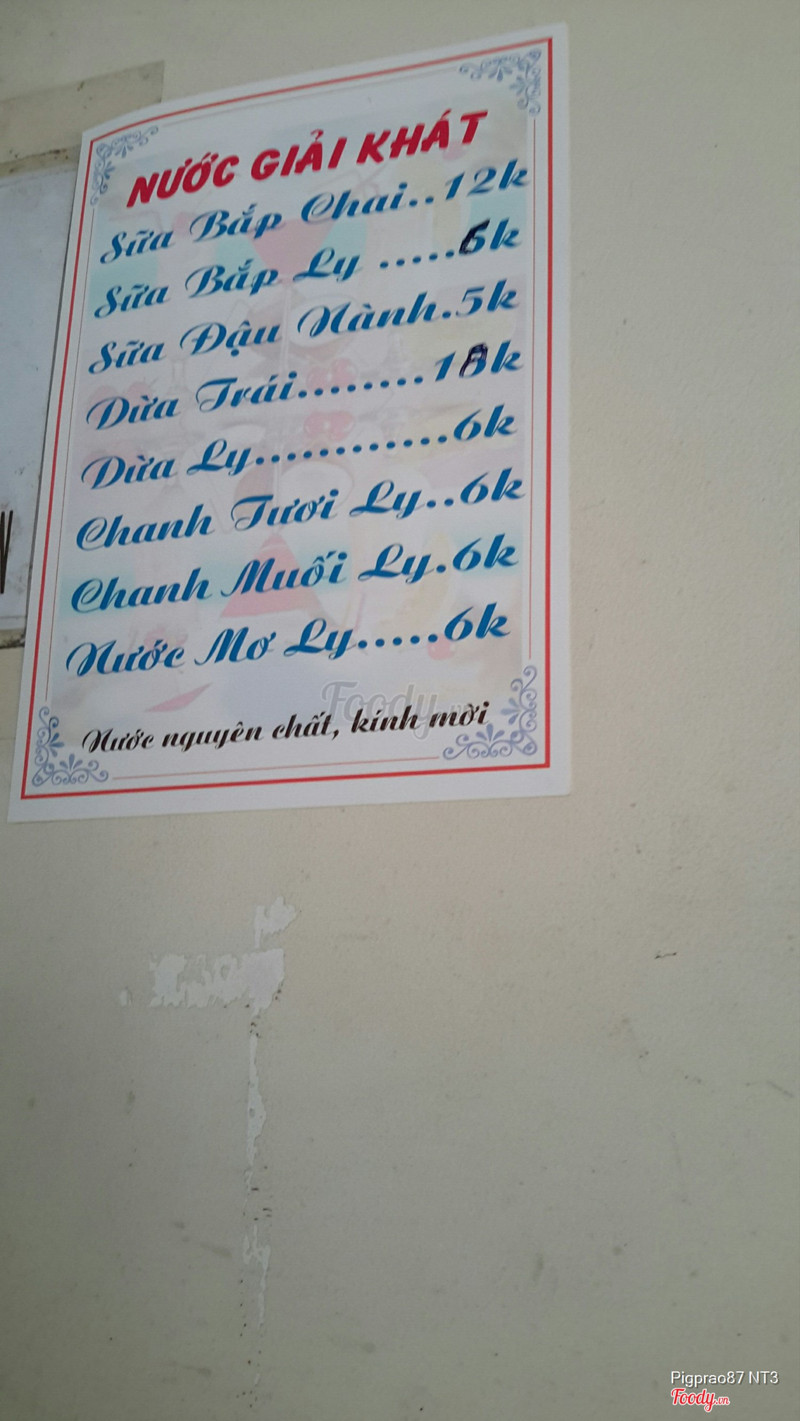 NƯỚC GIẢI KHÁT
Sữa Bắp Chai..12k
Sữa Bắp Ly .....6k
Sữa Đậu Nành.5k
Dừa Trái........18k
Dừa Ly............6k
Chanh Tươi Ly..6k
Chanh Muối Ly.6k
Nước Mơ Ly.....6k
Foody.vn
Nước nguyên chất, kính mời
Pigprao87 NT3
Foody.vn